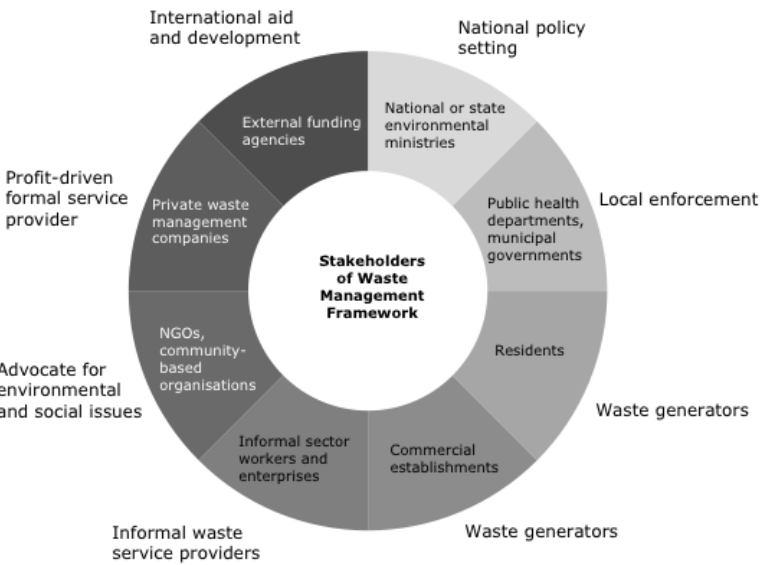 International aid
and development
National policy
setting
External funding
agencies
National or state
environmental
ministries
Profit-driven
formal service
provider
Private waste
management
companies
Public health
departments,
municipal
governments
Local enforcement
Stakeholders
of Waste
Management
Framework
NGOs,
community-
based
organisations
Residents
Advocate for
environmental
and social issues
Waste generators
Informal sector
workers and
enterprises
Commercial
establishments
Informal waste
service providers
Waste generators